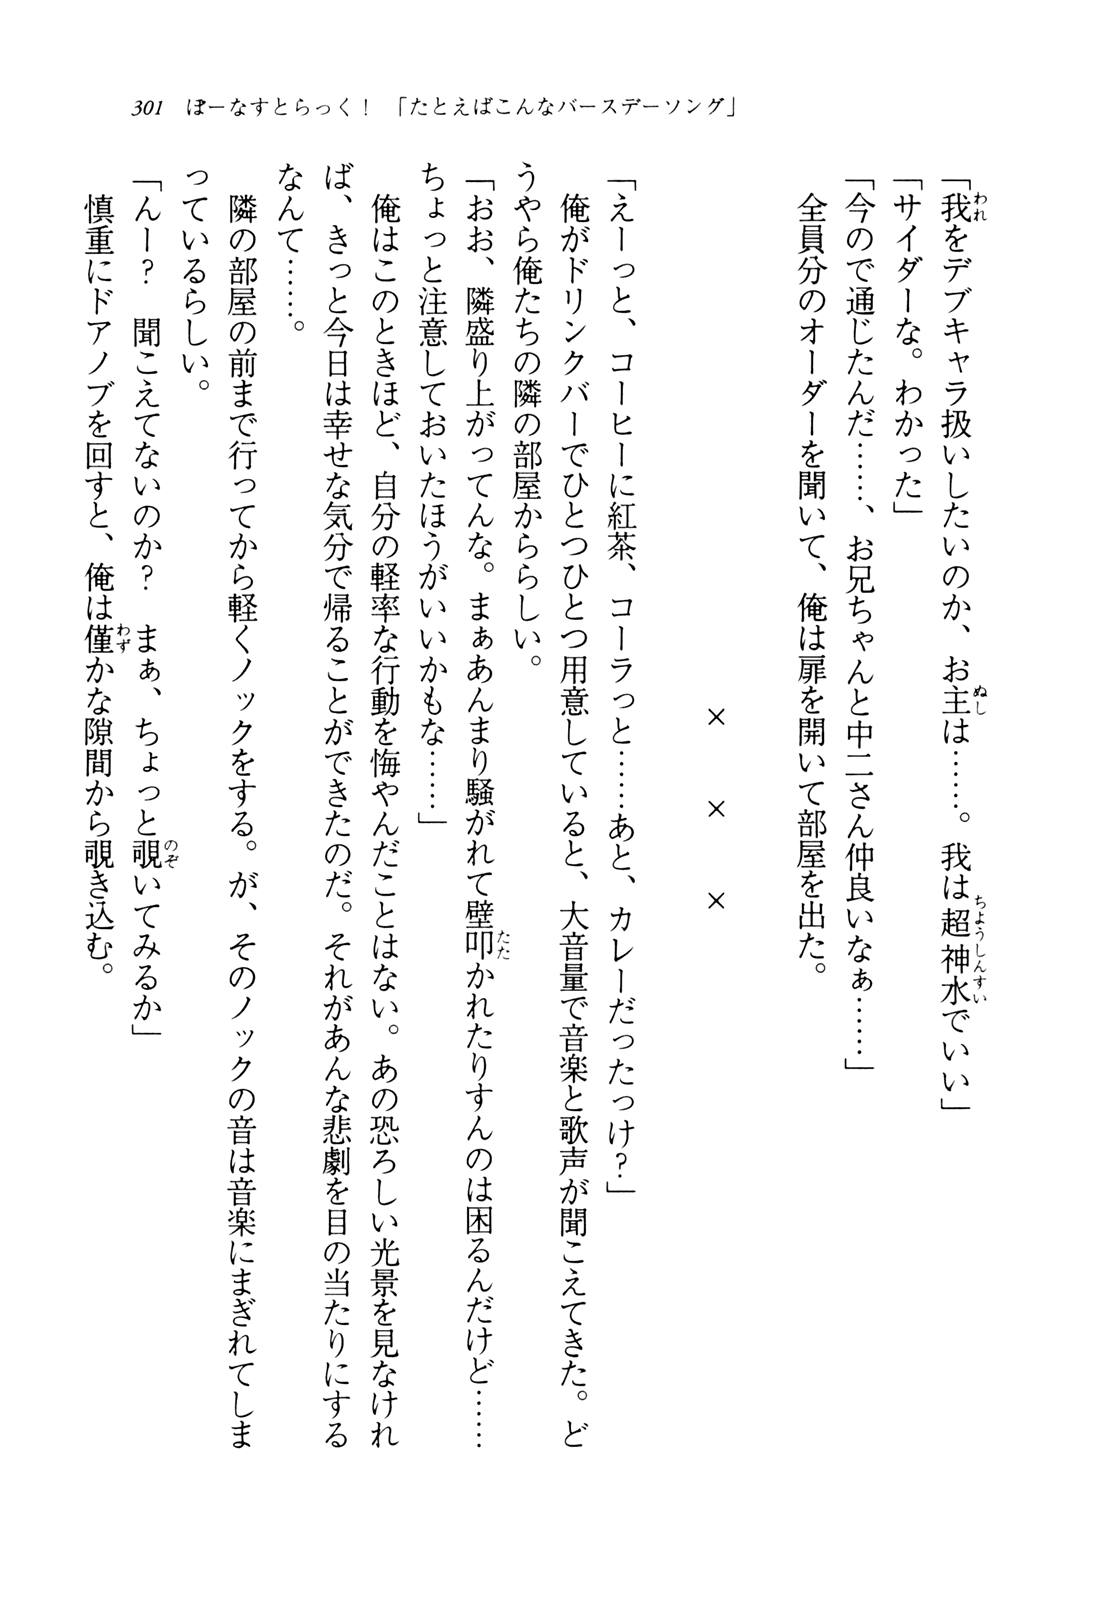 301 ぼーなすとらっく！ 「たとえばこんなバースデーソング」
「我をデブキャラ扱いしたいのか、お主は……。我は超神水でいい」
「サイダーな。わかった」
「今ので通じたんだ……、お兄ちゃんと中二さん仲良いなぁ……」
　全員分のオーダーを聞いて、俺は扉を開いて部屋を出た。
× × ×
「えーっと、コーヒーに紅茶、コーラっと……あと、カレーだったっけ？」
　俺がドリンクバーでひとつひとつ用意していると、大音量で音楽と歌声が聞こえてきた。ど
うやら俺たちの隣の部屋かららしい。
「おお、隣盛り上がってんな。まぁあんまり騒がれて壁叩かれたりすんのは困るんだけど……
ちょっと注意しておいたほうがいいかもな……」
　俺はこのときほど、自分の軽率な行動を悔やんだことはない。あの恐ろしい光景を見なけれ
ば、きっと今日は幸せな気分で帰ることができたのだ。それがあんな悲劇を目の当たりにする
なんて……。
　隣の部屋の前まで行ってから軽くノックをする。が、そのノックの音は音楽にまぎれてしま
っているらしい。
「んー？　聞こえてないのか？　まぁ、ちょっと覗いてみるか」
　慎重にドアノブを回すと、俺は僅かな隙間から覗き込む。